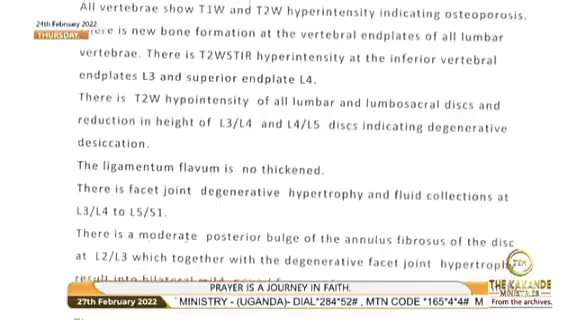 All vertebrae show T1W and T2W hyperintensity indicating osteoporosis.
24th February 2022
THURSDAY,
is new bone formation at the vertebral endplates of all lumbar
vertebrae. There is T2WSTIR hyperintensity at the inferior vertebral
endplates L3 and superior endplate L4.
There is T2W hypointensity of all lumbar and lumbosacral discs and
reduction in height of L3/L4 and L4/L5 discs indicating degenerative
desiccation.
The ligamentum flavum is no thickened.
There is facet joint degenerative hypertrophy and fluid collections at
L3/L4 to L5/S1.
There is a moderate posterior bulge of the annulus fibrosus of the disc
at L2/L3 which together with the degenerative facet joint hypertrophy
result into bilateral mild
PRAYER IS A JOURNEY IN FAITH.
THE KAKANDE
MINISTRIES
27th February 2022
MINISTRY - (UGANDA)- DIAL*284*52# , MTN CODE *165*4*4# M
From the archives.